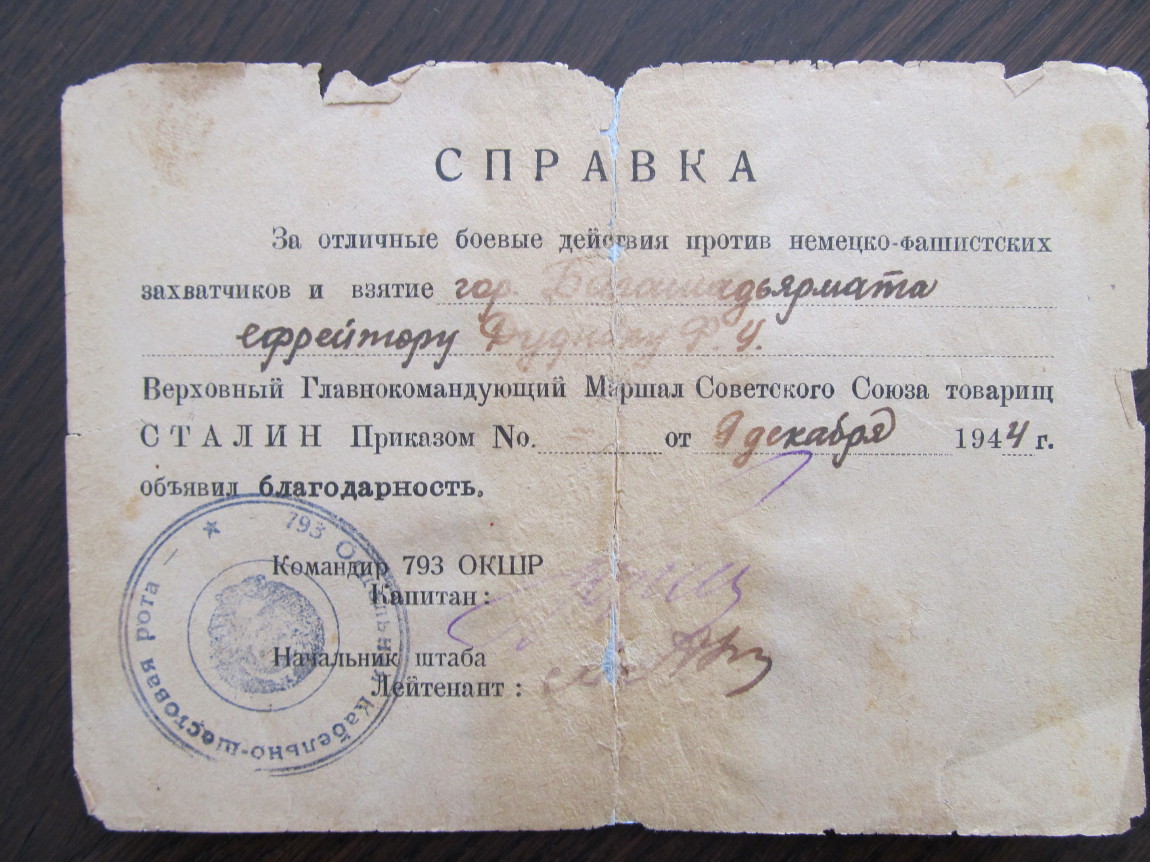 СПРАВКА
За отличные боевые действия против немецко-фашистских
захватчиков и взятие гор. Балашадьярмата
ефрейтору Ф. И.
Верховный Главнокомандующий Маршал Советского Союза товарищ
СТАЛИН Приказом No. от 9 декабря 1944 г.
объявил благодарность.
Командир 793 ОКШР
Капитан:
Начальник штаба
Лейтенант:
793 Отдельная Кабельно-шестовая рота